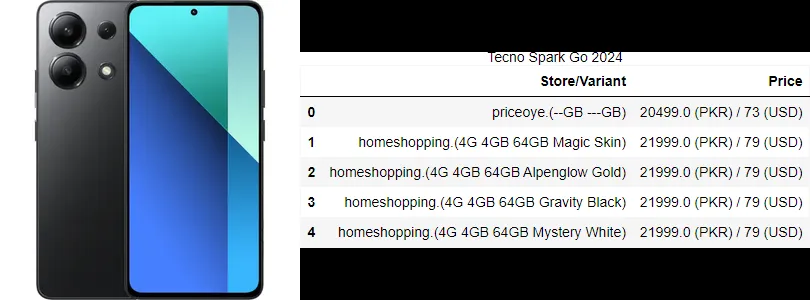 Tecno Spark Go 2024
Store/Variant Price
0 priceoye.(--GB ---GB) 20499.0 (PKR) / 73 (USD)
1 homeshopping.(4G 4GB 64GB Magic Skin) 21999.0 (PKR) / 79 (USD)
2 homeshopping.(4G 4GB 64GB Alpenglow Gold) 21999.0 (PKR) / 79 (USD)
3 homeshopping.(4G 4GB 64GB Gravity Black) 21999.0 (PKR) / 79 (USD)
4 homeshopping.(4G 4GB 64GB Mystery White) 21999.0 (PKR) / 79 (USD)